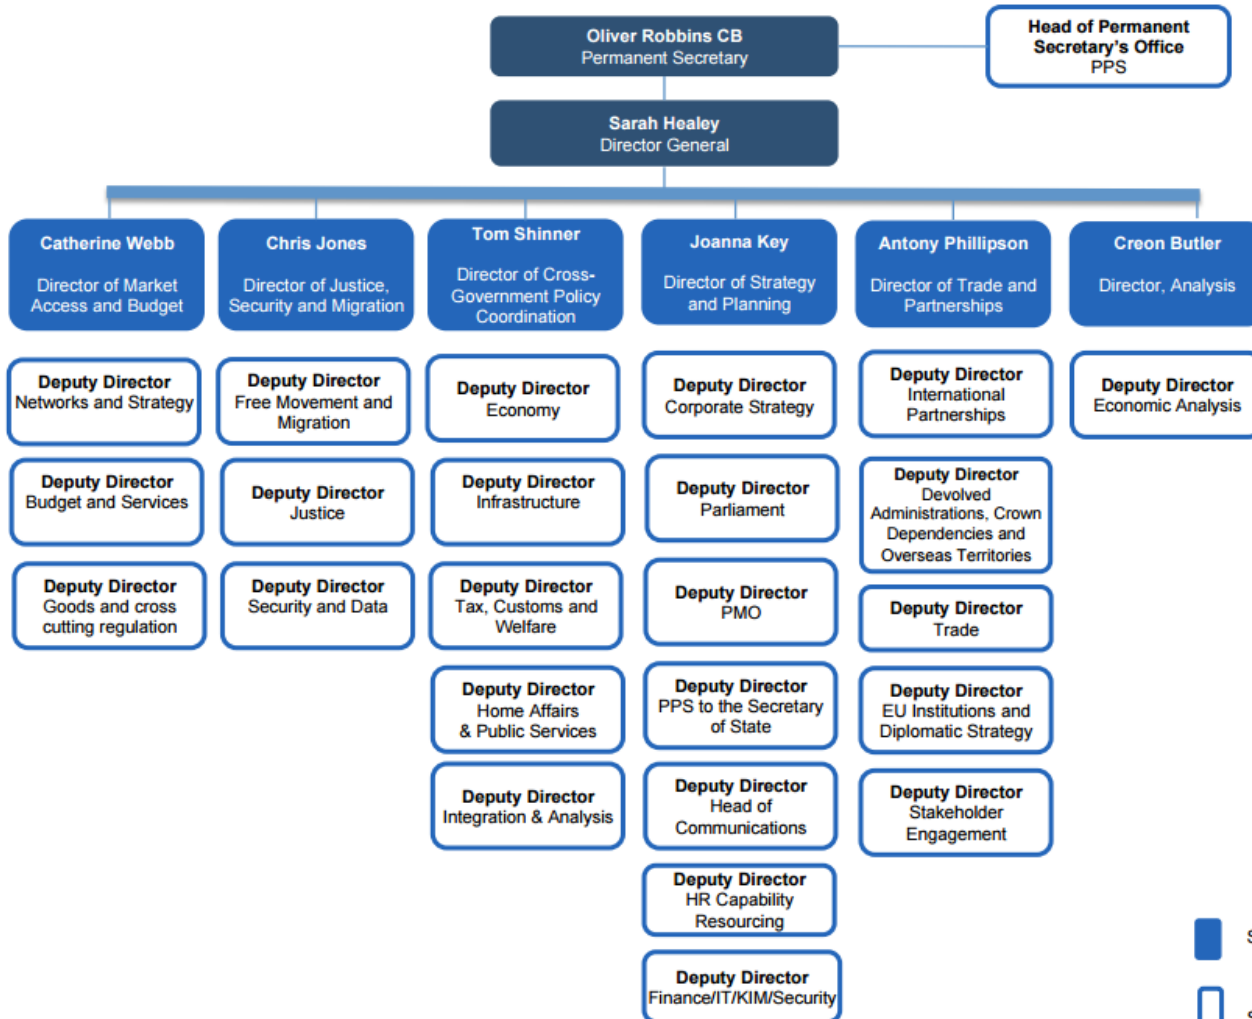 Oliver Robbins CB
Permanent Secretary
Head of Permanent
Secretary's Office
PPS
Sarah Healey
Director General
Catherine Webb
Director of Market
Access and Budget
Chris Jones
Director of Justice,
Security and Migration
Tom Shinner
Director of Cross-
Government Policy
Coordination
Joanna Key
Director of Strategy
and Planning
Antony Phillipson
Director of Trade and
Partnerships
Creon Butler
Director, Analysis
Deputy Director
Networks and Strategy
Deputy Director
Budget and Services
Deputy Director
Goods and cross
cutting regulation
Deputy Director
Free Movement and
Migration
Deputy Director
Justice
Deputy Director
Security and Data
Deputy Director
Economy
Deputy Director
Infrastructure
Deputy Director
Tax, Customs and
Welfare
Deputy Director
Home Affairs
& Public Services
Deputy Director
Integration & Analysis
Deputy Director
Corporate Strategy
Deputy Director
Parliament
Deputy Director
PMO
Deputy Director
PPS to the Secretary
of State
Deputy Director
Head of
Communications
Deputy Director
HR Capability
Resourcing
Deputy Director
Finance/IT/KIM/Security
Deputy Director
International
Partnerships
Deputy Director
Devolved
Administrations, Crown
Dependencies and
Overseas Territories
Deputy Director
Trade
Deputy Director
EU Institutions and
Diplomatic Strategy
Deputy Director
Stakeholder
Engagement
Deputy Director
Economic Analysis